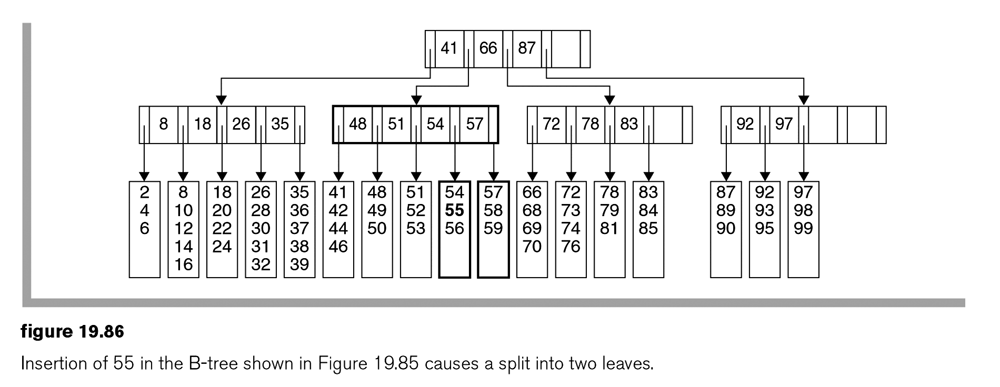 41 66 87
8 18 26 35 48 51 54 57 72 78 83 92 97
2 8 18 26 35 41 48 51 54 57 66 72 78 83 87 92 97
4 10 20 28 36 42 49 52 55 58 68 73 79 84 89 93 98
6 12 22 30 37 44 50 53 56 59 69 74 81 85 90 95 99
14 24 31 38 46 70 76
16 32 39
figure 19.86
Insertion of 55 in the B-tree shown in Figure 19.85 causes a split into two leaves.